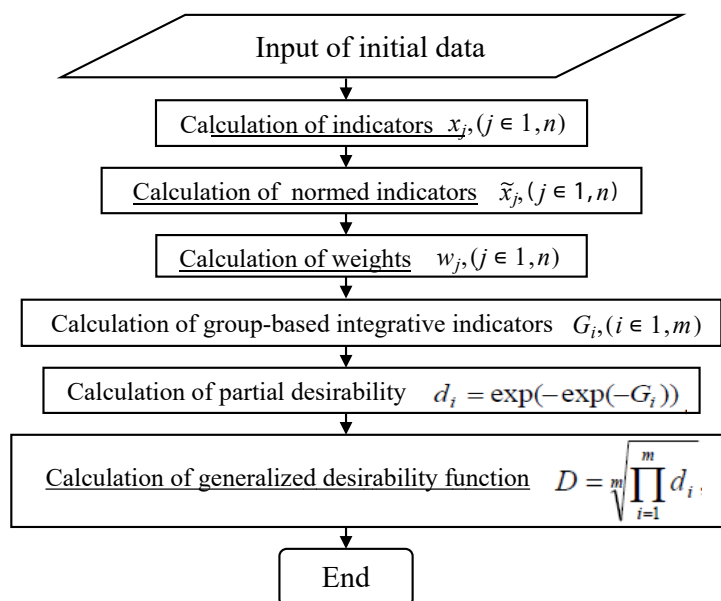 Input of initial data
Calculation of indicators x_j,(j ∈ 1, n)
Calculation of normed indicators x̃_j,(j ∈ 1, n)
Calculation of weights w_j,(j ∈ 1, n)
Calculation of group-based integrative indicators G_i,(i ∈ 1, m)
Calculation of partial desirability d_i = exp(−exp(−G_i)) .
Calculation of generalized desirability function D = \sqrt[m]{\prod_{i=1}^{m} d_i},
End